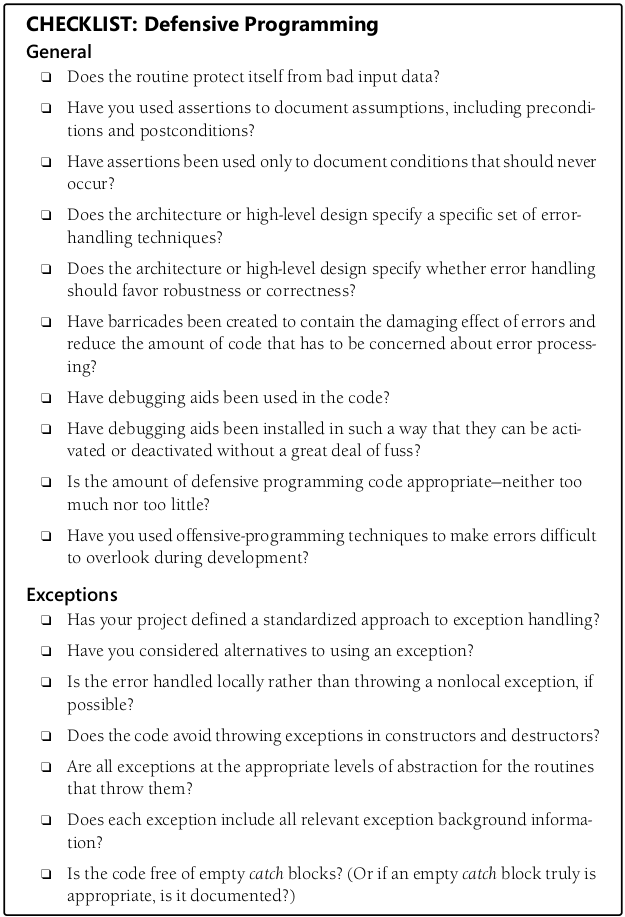 CHECKLIST: Defensive Programming
General
❏ Does the routine protect itself from bad input data?
❏ Have you used assertions to document assumptions, including precondi-
tions and postconditions?
❏ Have assertions been used only to document conditions that should never
occur?
❏ Does the architecture or high-level design specify a specific set of error-
handling techniques?
❏ Does the architecture or high-level design specify whether error handling
should favor robustness or correctness?
❏ Have barricades been created to contain the damaging effect of errors and
reduce the amount of code that has to be concerned about error process-
ing?
❏ Have debugging aids been used in the code?
❏ Have debugging aids been installed in such a way that they can be acti-
vated or deactivated without a great deal of fuss?
❏ Is the amount of defensive programming code appropriate—neither too
much nor too little?
❏ Have you used offensive-programming techniques to make errors difficult
to overlook during development?
Exceptions
❏ Has your project defined a standardized approach to exception handling?
❏ Have you considered alternatives to using an exception?
❏ Is the error handled locally rather than throwing a nonlocal exception, if
possible?
❏ Does the code avoid throwing exceptions in constructors and destructors?
❏ Are all exceptions at the appropriate levels of abstraction for the routines
that throw them?
❏ Does each exception include all relevant exception background informa-
tion?
❏ Is the code free of empty catch blocks? (Or if an empty catch block truly is
appropriate, is it documented?)